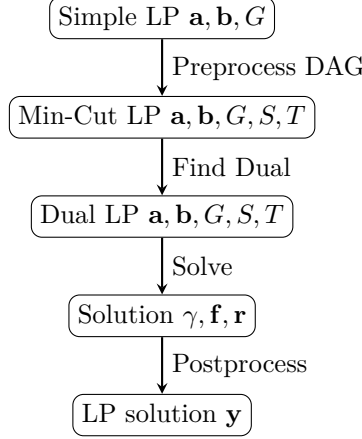 Simple LP a, b, G
Preprocess DAG
Min-Cut LP a, b, G, S, T
Find Dual
Dual LP a, b, G, S, T
Solve
Solution γ, f, r
Postprocess
LP solution y